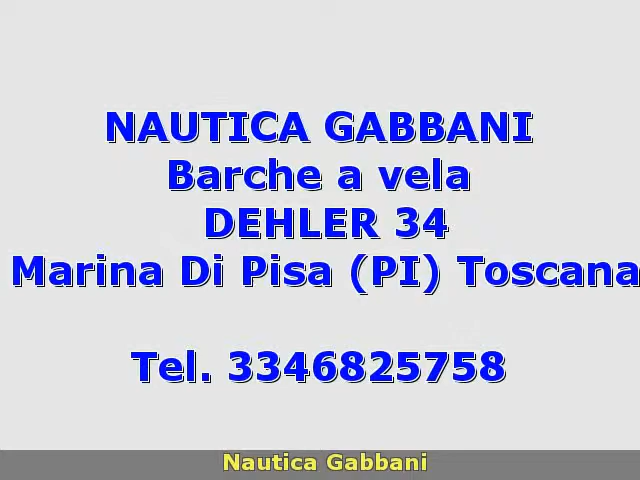 NAUTICA GABBANI
Barche a vela
DEHLER 34
Marina Di Pisa (PI) Toscana
Tel. 3346825758
Nautica Gabbani